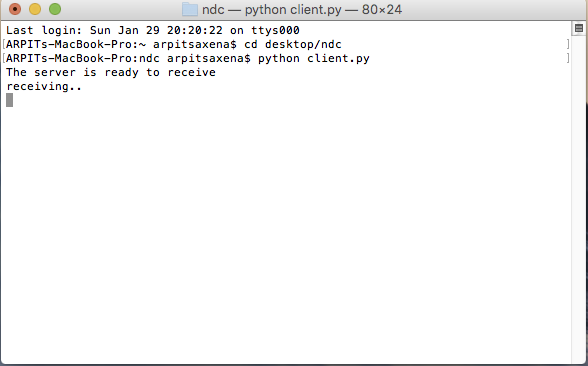 ndc — python client.py — 80×24
Last login: Sun Jan 29 20:20:22 on ttys000
[ARPITs-MacBook-Pro:~ arpitsaxena$ cd desktop/ndc ]
[ARPITs-MacBook-Pro:ndc arpitsaxena$ python client.py ]
The server is ready to receive
receiving..